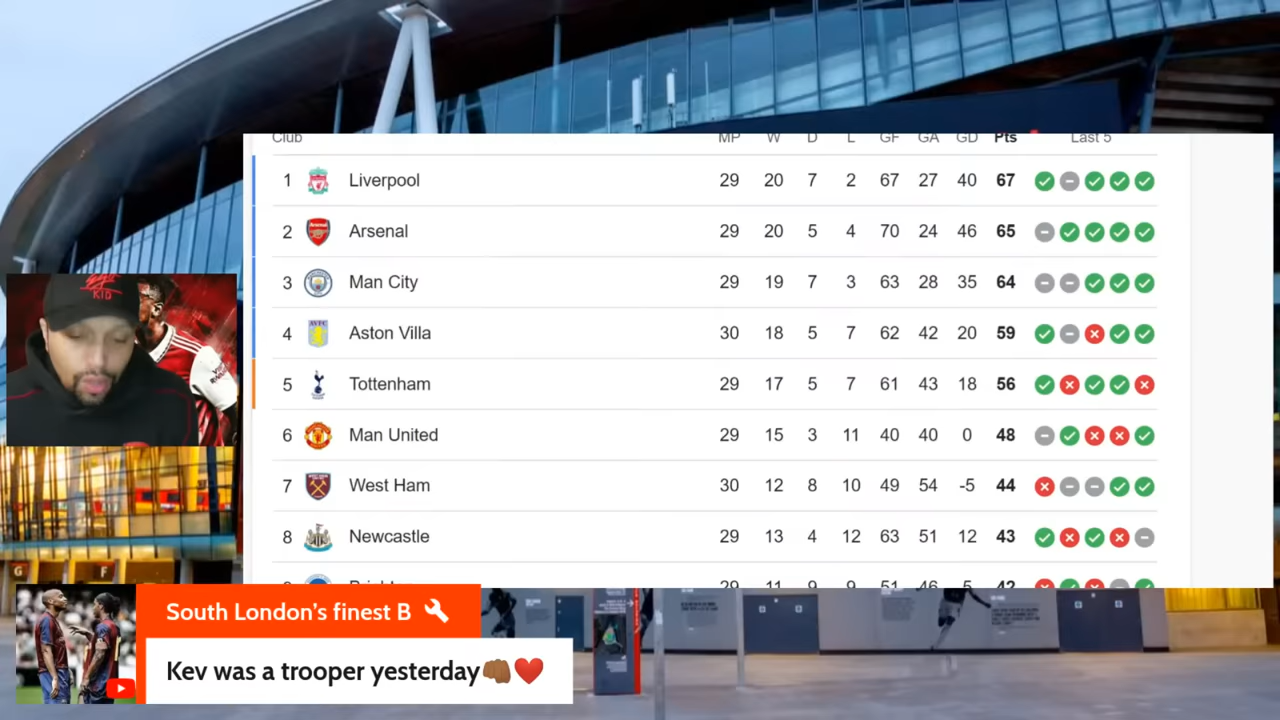 Club MP W D L GF GA GD Pts Last 5
1 Liverpool 29 20 7 2 67 27 40 67
2 Arsenal 29 20 5 4 70 24 46 65
3 Man City 29 19 7 3 63 28 35 64
4 Aston Villa 30 18 5 7 62 42 20 59
5 Tottenham 29 17 5 7 61 43 18 56
6 Man United 29 15 3 11 40 40 0 48
7 West Ham 30 12 8 10 49 54 -5 44
8 Newcastle 29 13 4 12 63 51 12 43
KID
G F
South London's finest B
Kev was a trooper yesterday👊🏾❤️